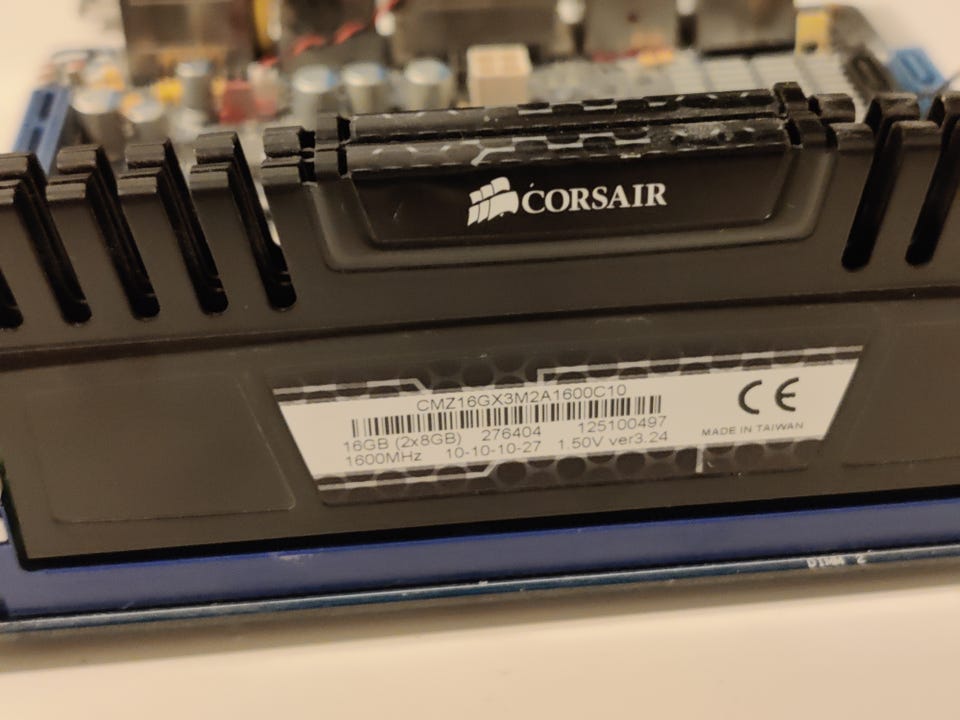 CORSAIR
CMZ16GX3M2A1600C10
16GB (2x8GB) 276404 125100497
1600MHz 10-10-10-27 1.50V ver3.24
CE
MADE IN TAIWAN